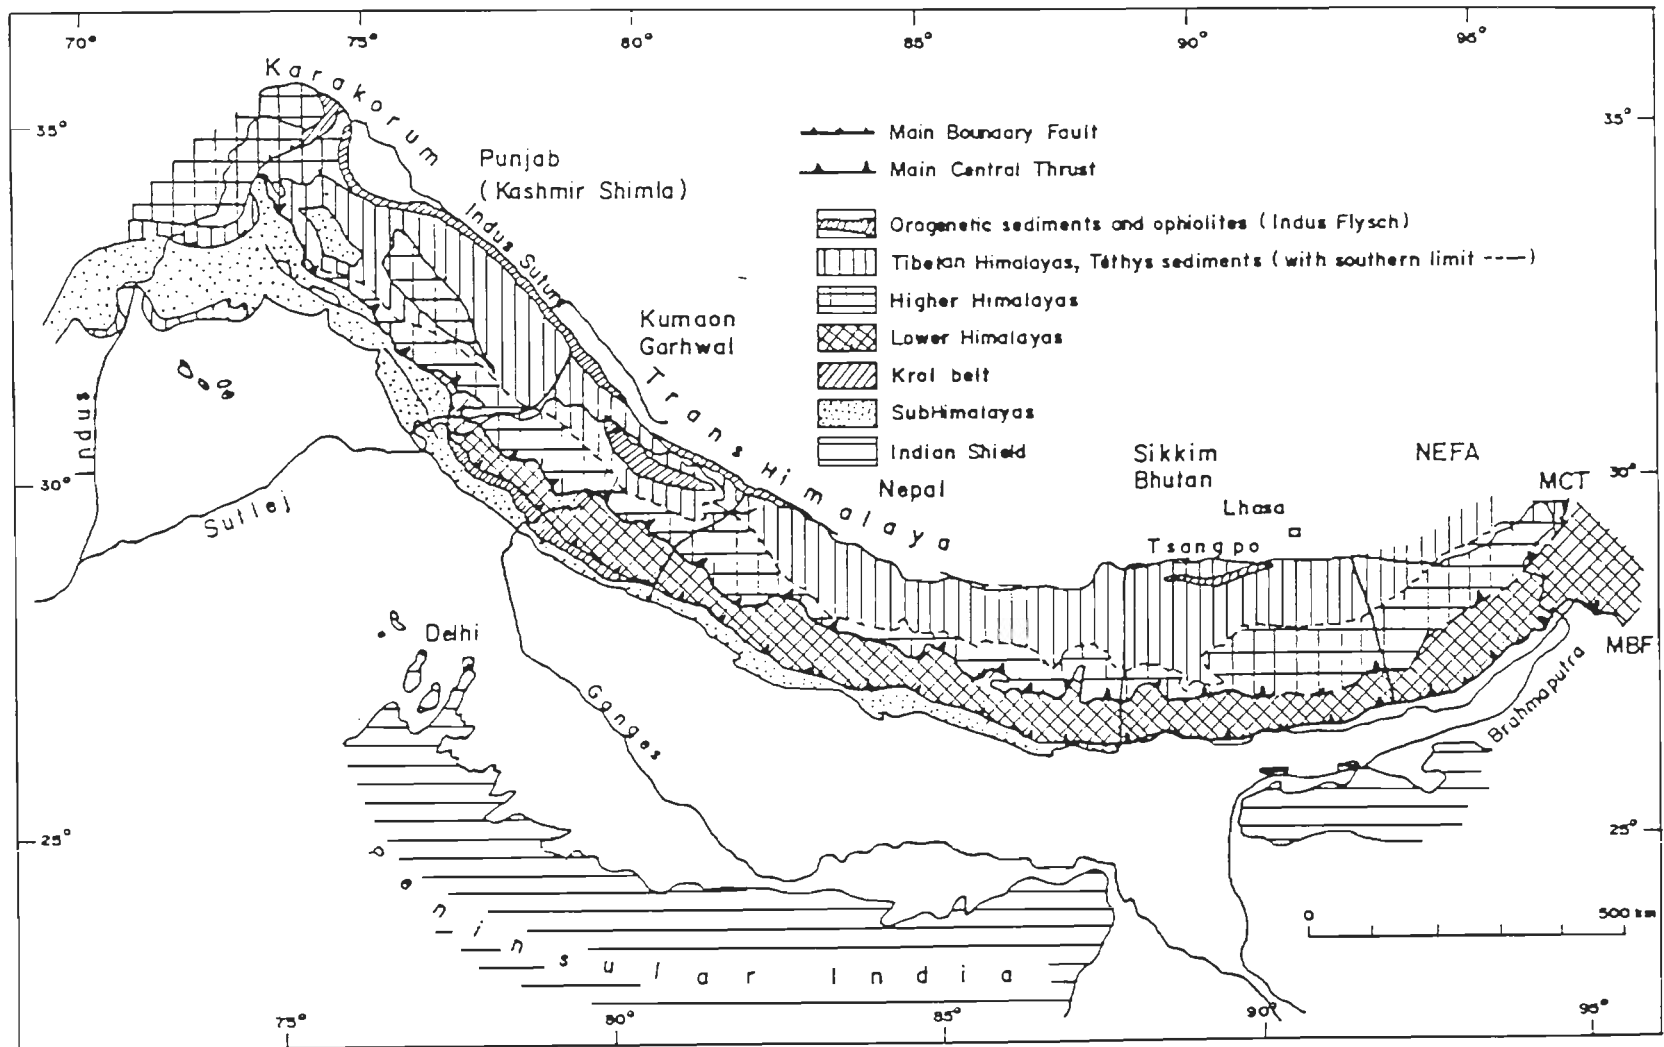 70° 75° 80° 85° 90° 95°
Karakorum
35°
35°
Main Boundary Fault
Main Central Thrust
Punjab
(Kashmir Shimla)
Indus Suture
Orogenetic sediments and ophiolites (Indus Flysch)
Tibetan Himalayas, Téthys sediments (with southern limit ----)
Higher Himalayas
Lower Himalayas
Krol belt
SubHimalayas
Indian Shield
Kumaon
Garhwal
Trans Himalaya
Indus
30°
Sutlej
Nepal
Sikkim
Bhutan
NEFA
30°
MCT
Lhasa
Tsangpo
Delhi
MBF
Ganges
Brahmaputra
25°
25°
0 500 km
ninsular India
75° 80° 85° 90° 95°